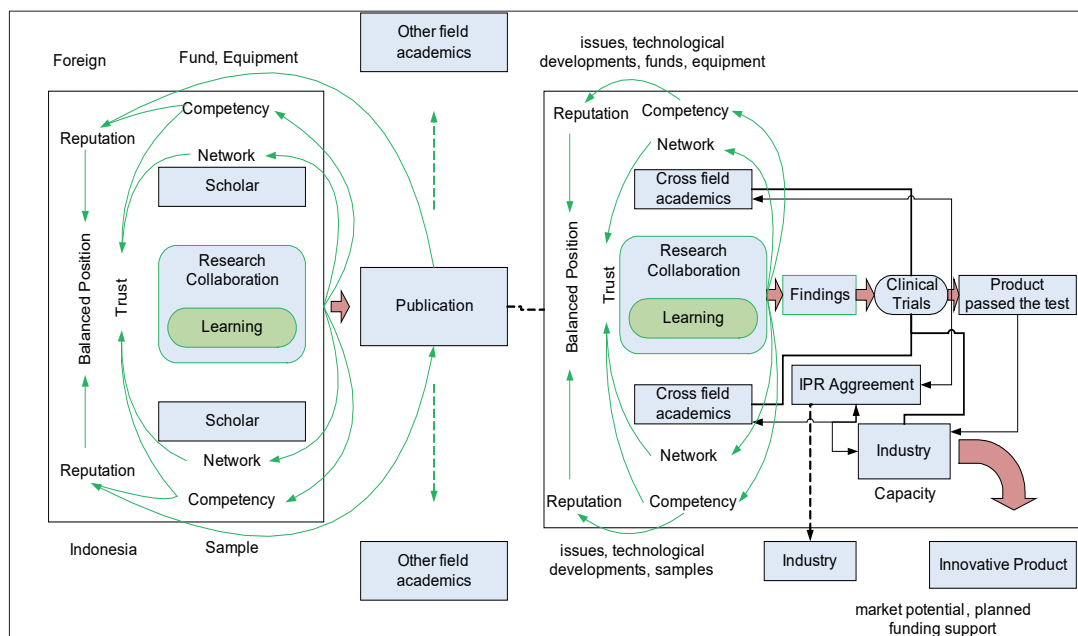 Foreign
Fund, Equipment
Other field
academics
issues, technological
developments, funds, equipment
Competency
Reputation
Network
Scholar
Balanced Position
Trust
Research
Collaboration
Learning
Scholar
Network
Reputation
Competency
Indonesia
Sample
Publication
Other field
academics
Reputation
Competency
Network
Cross field
academics
Balanced Position
Trust
Research
Collaboration
Learning
Findings
Clinical
Trials
Product
passed the test
Cross field
academics
IPR Aggreement
Industry
Capacity
Network
Reputation
Competency
issues, technological
developments, samples
Industry
Innovative Product
market potential, planned
funding support